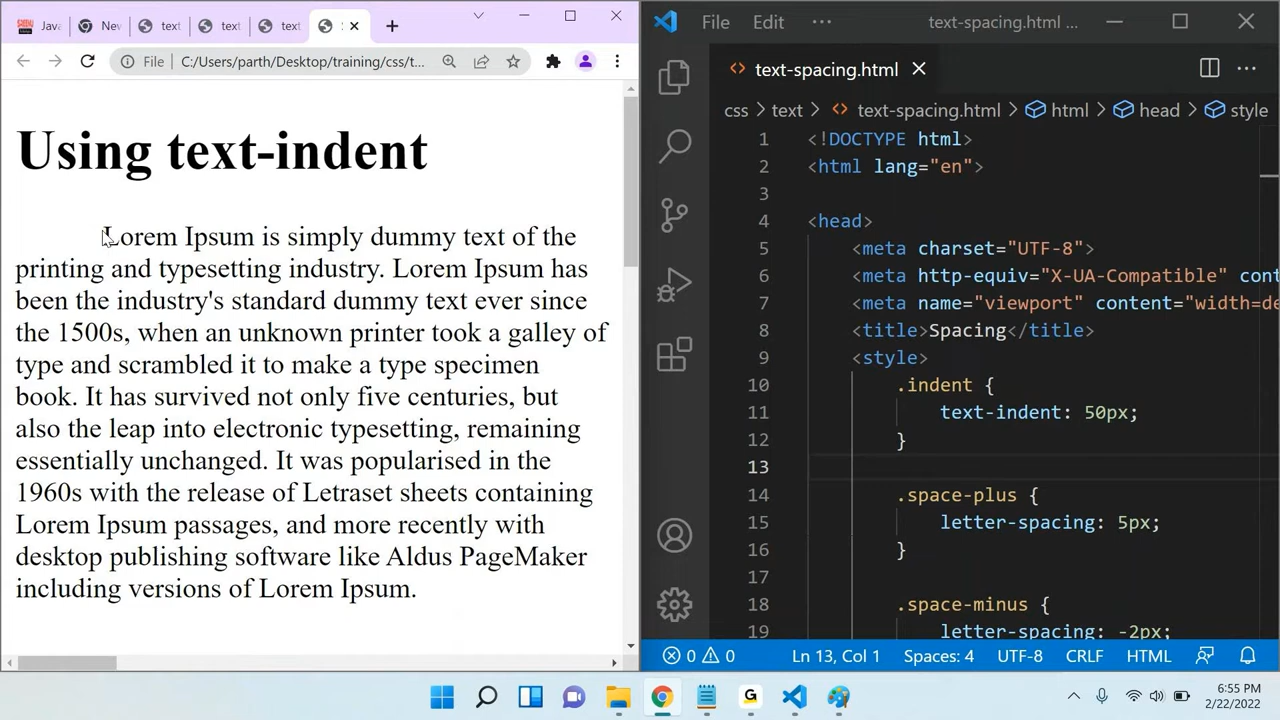 Java
New
text
text
text
File
C:/Users/parth/Desktop/training/css/t...
Using text-indent
Lorem Ipsum is simply dummy text of the
printing and typesetting industry. Lorem Ipsum has
been the industry's standard dummy text ever since
the 1500s, when an unknown printer took a galley of
type and scrambled it to make a type specimen
book. It has survived not only five centuries, but
also the leap into electronic typesetting, remaining
essentially unchanged. It was popularised in the
1960s with the release of Letraset sheets containing
Lorem Ipsum passages, and more recently with
desktop publishing software like Aldus PageMaker
including versions of Lorem Ipsum.
File Edit ··· text-spacing.html ...
text-spacing.html
css > text > text-spacing.html > html > head > style
1 <!DOCTYPE html>
2 <html lang="en">
3
4 <head>
5 <meta charset="UTF-8">
6 <meta http-equiv="X-UA-Compatible" cont
7 <meta name="viewport" content="width=de
8 <title>Spacing</title>
9 <style>
10 .indent {
11 text-indent: 50px;
12 }
13
14 .space-plus {
15 letter-spacing: 5px;
16 }
17
18 .space-minus {
19 letter-spacing: -2px;
0 0 Ln 13, Col 1 Spaces: 4 UTF-8 CRLF HTML
6:55 PM
2/22/2022